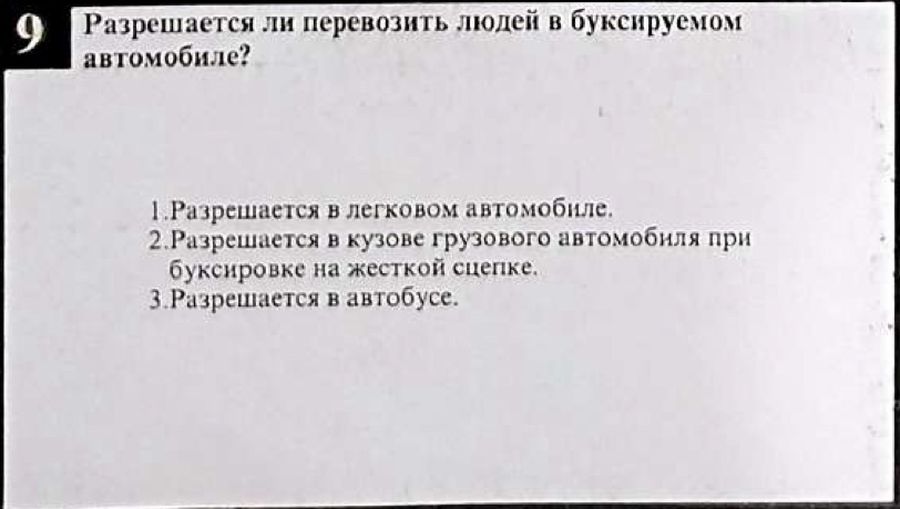 9
Разрешается ли перевозить людей в буксируемом
автомобиле?
1.Разрешается в легковом автомобиле.
2.Разрешается в кузове грузового автомобиля при
буксировке на жесткой сцепке.
3.Разрешается в автобусе.